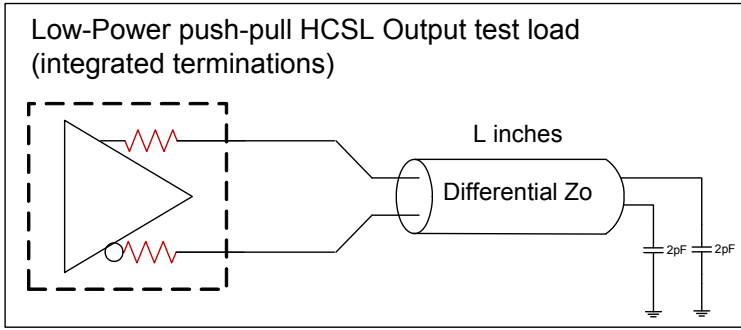 Low-Power push-pull HCSL Output test load
(integrated terminations)
L inches
Differential Zo
2pF 2pF